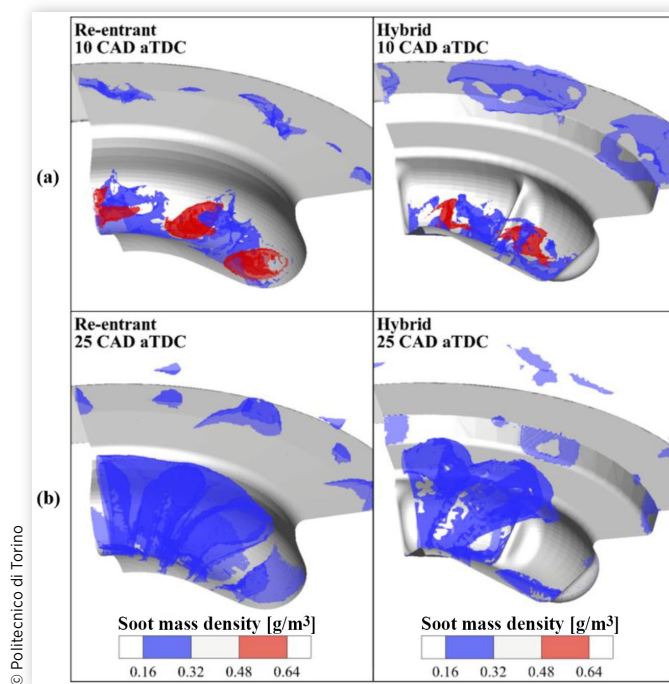 Re-entrant
10 CAD aTDC
Hybrid
10 CAD aTDC
(a)
Re-entrant
25 CAD aTDC
Hybrid
25 CAD aTDC
(b)
Soot mass density [g/m³]
0.16 0.32 0.48 0.64
Soot mass density [g/m³]
0.16 0.32 0.48 0.64
© Politecnico di Torino